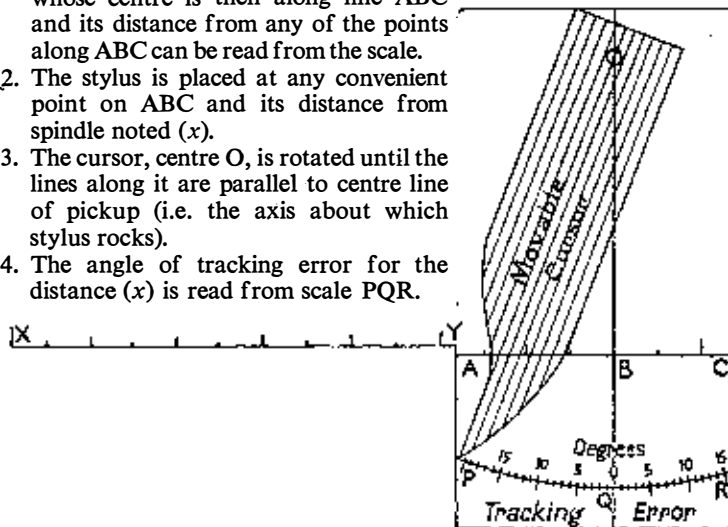 whose centre is then along line ABC
and its distance from any of the points
along ABC can be read from the scale.
2. The stylus is placed at any convenient
point on ABC and its distance from
spindle noted (x).
3. The cursor, centre O, is rotated until the
lines along it are parallel to centre line
of pickup (i.e. the axis about which
stylus rocks).
4. The angle of tracking error for the
distance (x) is read from scale PQR.
O
Movable
Cursor
X
Y
A
B
C
Degrees
P 15 10 5 0 5 10 15 R
Q
Tracking Error